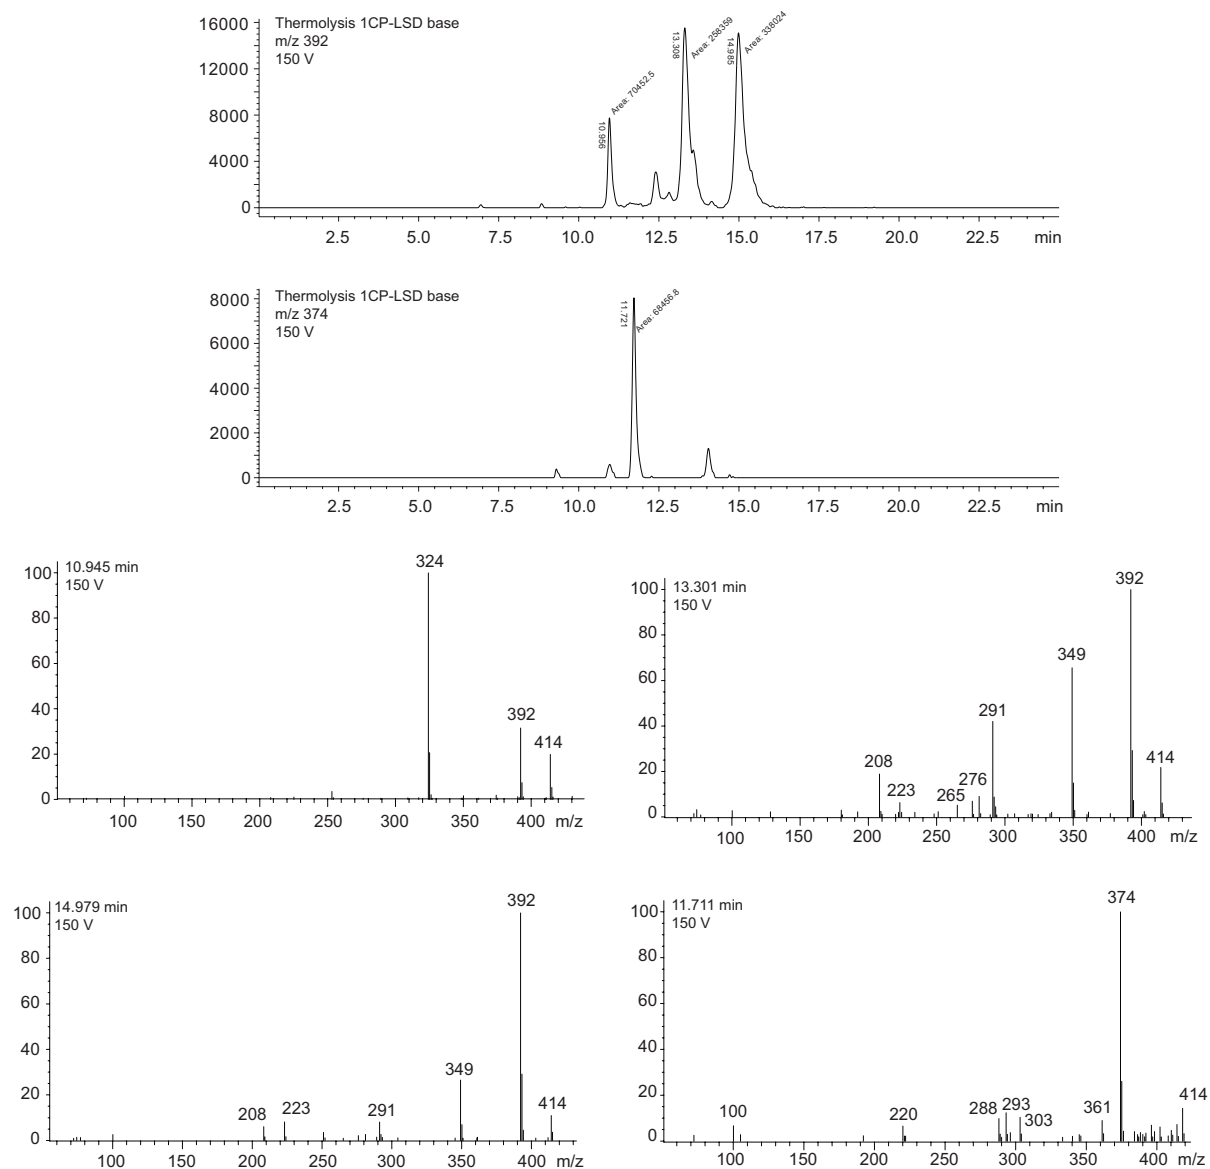 Thermolysis 1CP-LSD base
m/z 392
150 V
16000
12000
8000
4000
0
10.956
Area: 70452.5
13.308
Area: 258359
14.985
Area: 338024
2.5 5.0 7.5 10.0 12.5 15.0 17.5 20.0 22.5 min
Thermolysis 1CP-LSD base
m/z 374
150 V
8000
6000
4000
2000
0
11.721
Area: 68456.8
2.5 5.0 7.5 10.0 12.5 15.0 17.5 20.0 22.5 min
10.945 min
150 V
100
80
60
40
20
0
324
392
414
100 150 200 250 300 350 400 m/z
13.301 min
150 V
100
80
60
40
20
0
392
349
291
208
223
265
276
414
100 150 200 250 300 350 400 m/z
14.979 min
150 V
100
80
60
40
20
0
392
349
208
223
291
414
100 150 200 250 300 350 400 m/z
11.711 min
150 V
100
80
60
40
20
0
374
100
220
288
293
303
361
414
100 150 200 250 300 350 400 m/z